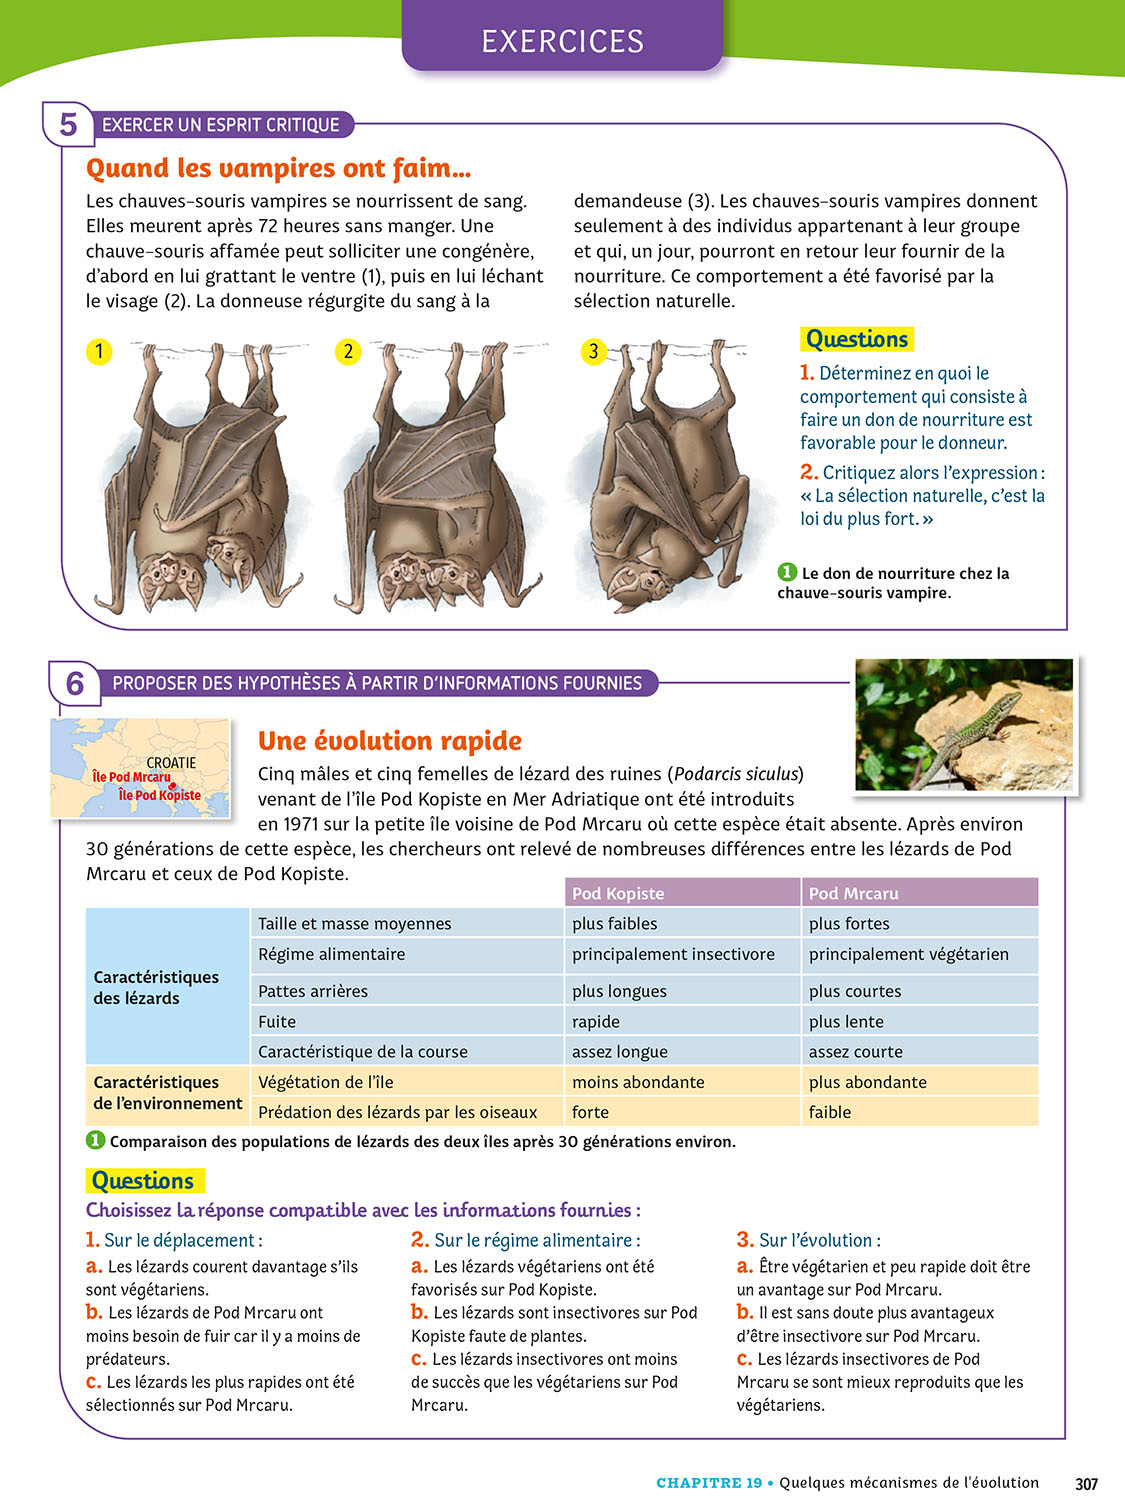 EXERCICES
5 EXERCER UN ESPRIT CRITIQUE
Quand les vampires ont faim...
Les chauves-souris vampires se nourrissent de sang.
Elles meurent après 72 heures sans manger. Une
chauve-souris affamée peut solliciter une congénère,
d'abord en lui grattant le ventre (1), puis en lui léchant
le visage (2). La donneuse régurgite du sang à la
demandeuse (3). Les chauves-souris vampires donnent
seulement à des individus appartenant à leur groupe
et qui, un jour, pourront en retour leur fournir de la
nourriture. Ce comportement a été favorisé par la
sélection naturelle.
1
2
3
Questions
1. Déterminez en quoi le
comportement qui consiste à
faire un don de nourriture est
favorable pour le donneur.
2. Critiquez alors l'expression :
« La sélection naturelle, c'est la
loi du plus fort. »
1 Le don de nourriture chez la
chauve-souris vampire.
6 PROPOSER DES HYPOTHÈSES À PARTIR D'INFORMATIONS FOURNIES
CROATIE
Île Pod Mrcaru
Île Pod Kopiste
Une évolution rapide
Cinq mâles et cinq femelles de lézard des ruines (Podarcis siculus)
venant de l'île Pod Kopiste en Mer Adriatique ont été introduits
en 1971 sur la petite île voisine de Pod Mrcaru où cette espèce était absente. Après environ
30 générations de cette espèce, les chercheurs ont relevé de nombreuses différences entre les lézards de Pod
Mrcaru et ceux de Pod Kopiste.
Pod Kopiste Pod Mrcaru
Caractéristiques
des lézards
Taille et masse moyennes plus faibles plus fortes
Régime alimentaire principalement insectivore principalement végétarien
Pattes arrières plus longues plus courtes
Fuite rapide plus lente
Caractéristique de la course assez longue assez courte
Caractéristiques
de l'environnement
Végétation de l'île moins abondante plus abondante
Prédation des lézards par les oiseaux forte faible
1 Comparaison des populations de lézards des deux îles après 30 générations environ.
Questions
Choisissez la réponse compatible avec les informations fournies :
1. Sur le déplacement :
a. Les lézards courent davantage s'ils
sont végétariens.
b. Les lézards de Pod Mrcaru ont
moins besoin de fuir car il y a moins de
prédateurs.
c. Les lézards les plus rapides ont été
sélectionnés sur Pod Mrcaru.
2. Sur le régime alimentaire :
a. Les lézards végétariens ont été
favorisés sur Pod Kopiste.
b. Les lézards sont insectivores sur Pod
Kopiste faute de plantes.
c. Les lézards insectivores ont moins
de succès que les végétariens sur Pod
Mrcaru.
3. Sur l'évolution :
a. Être végétarien et peu rapide doit être
un avantage sur Pod Mrcaru.
b. Il est sans doute plus avantageux
d'être insectivore sur Pod Mrcaru.
c. Les lézards insectivores de Pod
Mrcaru se sont mieux reproduits que les
végétariens.
CHAPITRE 19 • Quelques mécanismes de l'évolution 307